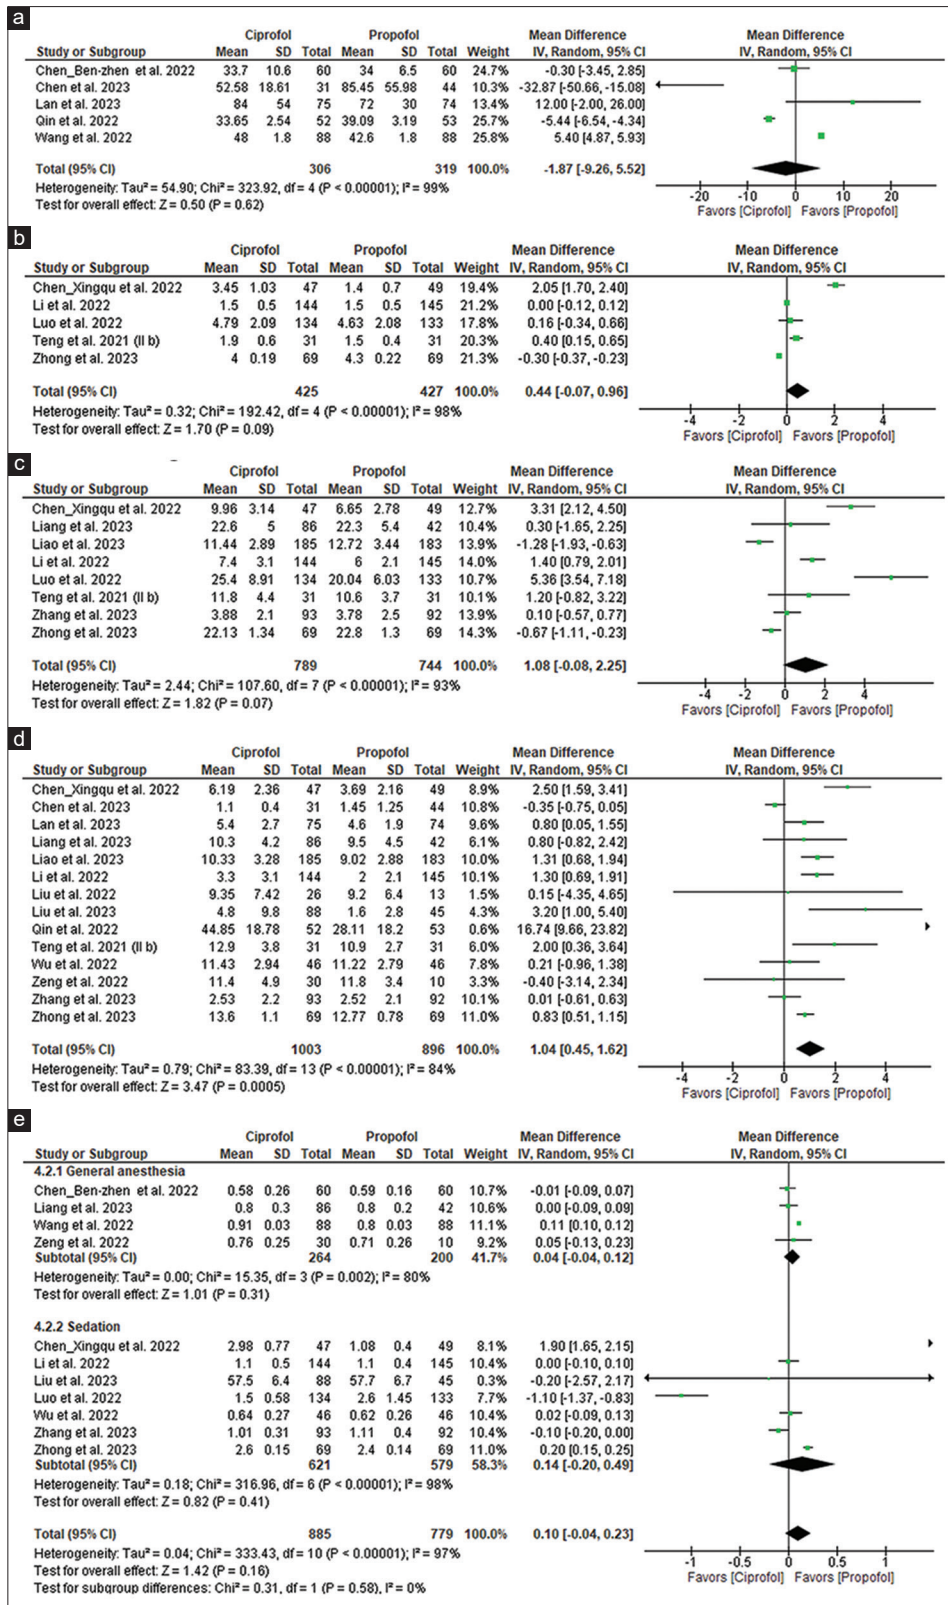 a
Ciprofol Propofol Mean Difference Mean Difference
Study or Subgroup Mean SD Total Mean SD Total Weight IV, Random, 95% CI IV, Random, 95% CI
Chen_Ben-zhen et al. 2022 33.7 10.6 60 34 6.5 60 24.7% -0.30 [-3.45, 2.85]
Chen et al. 2023 52.58 18.61 31 85.45 55.98 44 10.3% -32.87 [-50.66, -15.08]
Lan et al. 2023 84 54 75 72 30 74 13.4% 12.00 [-2.00, 26.00]
Qin et al. 2022 33.65 2.54 52 39.09 3.19 53 25.7% -5.44 [-6.54, -4.34]
Wang et al. 2022 48 1.8 88 42.6 1.8 88 25.8% 5.40 [4.87, 5.93]
Total (95% CI) 306 319 100.0% -1.87 [-9.26, 5.52]
Heterogeneity: Tau² = 54.90; Chi² = 323.92, df = 4 (P < 0.00001); I² = 99%
Test for overall effect: Z = 0.50 (P = 0.62)
-20 -10 0 10 20
Favors [Ciprofol] Favors [Propofol]
b
Ciprofol Propofol Mean Difference Mean Difference
Study or Subgroup Mean SD Total Mean SD Total Weight IV, Random, 95% CI IV, Random, 95% CI
Chen_Xingqu et al. 2022 3.45 1.03 47 1.4 0.7 49 19.4% 2.05 [1.70, 2.40]
Li et al. 2022 1.5 0.5 144 1.5 0.5 145 21.2% 0.00 [-0.12, 0.12]
Luo et al. 2022 4.79 2.09 134 4.63 2.08 133 17.8% 0.16 [-0.34, 0.66]
Teng et al. 2021 (II b) 1.9 0.6 31 1.5 0.4 31 20.3% 0.40 [0.15, 0.65]
Zhong et al. 2023 4 0.19 69 4.3 0.22 69 21.3% -0.30 [-0.37, -0.23]
Total (95% CI) 425 427 100.0% 0.44 [-0.07, 0.96]
Heterogeneity: Tau² = 0.32; Chi² = 192.42, df = 4 (P < 0.00001); I² = 98%
Test for overall effect: Z = 1.70 (P = 0.09)
-4 -2 0 2 4
Favors [Ciprofol] Favors [Propofol]
c
Ciprofol Propofol Mean Difference Mean Difference
Study or Subgroup Mean SD Total Mean SD Total Weight IV, Random, 95% CI IV, Random, 95% CI
Chen_Xingqu et al. 2022 9.96 3.14 47 6.65 2.78 49 12.7% 3.31 [2.12, 4.50]
Liang et al. 2023 22.6 5 86 22.3 5.4 42 10.4% 0.30 [-1.65, 2.25]
Liao et al. 2023 11.44 2.89 185 12.72 3.44 183 13.9% -1.28 [-1.93, -0.63]
Li et al. 2022 7.4 3.1 144 6 2.1 145 14.0% 1.40 [0.79, 2.01]
Luo et al. 2022 25.4 8.91 134 20.04 6.03 133 10.7% 5.36 [3.54, 7.18]
Teng et al. 2021 (II b) 11.8 4.4 31 10.6 3.7 31 10.1% 1.20 [-0.82, 3.22]
Zhang et al. 2023 3.88 2.1 93 3.78 2.5 92 13.9% 0.10 [-0.57, 0.77]
Zhong et al. 2023 22.13 1.34 69 22.8 1.3 69 14.3% -0.67 [-1.11, -0.23]
Total (95% CI) 789 744 100.0% 1.08 [-0.08, 2.25]
Heterogeneity: Tau² = 2.44; Chi² = 107.60, df = 7 (P < 0.00001); I² = 93%
Test for overall effect: Z = 1.82 (P = 0.07)
-4 -2 0 2 4
Favors [Ciprofol] Favors [Propofol]
d
Ciprofol Propofol Mean Difference Mean Difference
Study or Subgroup Mean SD Total Mean SD Total Weight IV, Random, 95% CI IV, Random, 95% CI
Chen_Xingqu et al. 2022 6.19 2.36 47 3.69 2.16 49 8.9% 2.50 [1.59, 3.41]
Chen et al. 2023 1.1 0.4 31 1.45 1.25 44 10.8% -0.35 [-0.75, 0.05]
Lan et al. 2023 5.4 2.7 75 4.6 1.9 74 9.6% 0.80 [0.05, 1.55]
Liang et al. 2023 10.3 4.2 86 9.5 4.5 42 6.1% 0.80 [-0.82, 2.42]
Liao et al. 2023 10.33 3.28 185 9.02 2.88 183 10.0% 1.31 [0.68, 1.94]
Li et al. 2022 3.3 3.1 144 2 2.1 145 10.1% 1.30 [0.69, 1.91]
Liu et al. 2022 9.35 7.42 26 9.2 6.4 13 1.5% 0.15 [-4.35, 4.65]
Liu et al. 2023 4.8 9.8 88 1.6 2.8 45 4.3% 3.20 [1.00, 5.40]
Qin et al. 2022 44.85 18.78 52 28.11 18.2 53 0.6% 16.74 [9.66, 23.82]
Teng et al. 2021 (II b) 12.9 3.8 31 10.9 2.7 31 6.0% 2.00 [0.36, 3.64]
Wu et al. 2022 11.43 2.94 46 11.22 2.79 46 7.8% 0.21 [-0.96, 1.38]
Zeng et al. 2022 11.4 4.9 30 11.8 3.4 10 3.3% -0.40 [-3.14, 2.34]
Zhang et al. 2023 2.53 2.2 93 2.52 2.1 92 10.1% 0.01 [-0.61, 0.63]
Zhong et al. 2023 13.6 1.1 69 12.77 0.78 69 11.0% 0.83 [0.51, 1.15]
Total (95% CI) 1003 896 100.0% 1.04 [0.45, 1.62]
Heterogeneity: Tau² = 0.79; Chi² = 83.39, df = 13 (P < 0.00001); I² = 84%
Test for overall effect: Z = 3.47 (P = 0.0005)
-4 -2 0 2 4
Favors [Ciprofol] Favors [Propofol]
e
Ciprofol Propofol Mean Difference Mean Difference
Study or Subgroup Mean SD Total Mean SD Total Weight IV, Random, 95% CI IV, Random, 95% CI
4.2.1 General anesthesia
Chen_Ben-zhen et al. 2022 0.58 0.26 60 0.59 0.16 60 10.7% -0.01 [-0.09, 0.07]
Liang et al. 2023 0.8 0.3 86 0.8 0.2 42 10.6% 0.00 [-0.09, 0.09]
Wang et al. 2022 0.91 0.03 88 0.8 0.03 88 11.1% 0.11 [0.10, 0.12]
Zeng et al. 2022 0.76 0.25 30 0.71 0.26 10 9.2% 0.05 [-0.13, 0.23]
Subtotal (95% CI) 264 200 41.7% 0.04 [-0.04, 0.12]
Heterogeneity: Tau² = 0.00; Chi² = 15.35, df = 3 (P = 0.002); I² = 80%
Test for overall effect: Z = 1.01 (P = 0.31)
4.2.2 Sedation
Chen_Xingqu et al. 2022 2.98 0.77 47 1.08 0.4 49 8.1% 1.90 [1.65, 2.15]
Li et al. 2022 1.1 0.5 144 1.1 0.4 145 10.4% 0.00 [-0.10, 0.10]
Liu et al. 2023 57.5 6.4 88 57.7 6.7 45 0.3% -0.20 [-2.57, 2.17]
Luo et al. 2022 1.5 0.58 134 2.6 1.45 133 7.7% -1.10 [-1.37, -0.83]
Wu et al. 2022 0.64 0.27 46 0.62 0.26 46 10.4% 0.02 [-0.09, 0.13]
Zhang et al. 2023 1.01 0.31 93 1.11 0.4 92 10.4% -0.10 [-0.20, 0.00]
Zhong et al. 2023 2.6 0.15 69 2.4 0.14 69 11.0% 0.20 [0.15, 0.25]
Subtotal (95% CI) 621 579 58.3% 0.14 [-0.20, 0.49]
Heterogeneity: Tau² = 0.18; Chi² = 316.96, df = 6 (P < 0.00001); I² = 98%
Test for overall effect: Z = 0.82 (P = 0.41)
Total (95% CI) 885 779 100.0% 0.10 [-0.04, 0.23]
Heterogeneity: Tau² = 0.04; Chi² = 333.43, df = 10 (P < 0.00001); I² = 97%
Test for overall effect: Z = 1.42 (P = 0.16)
Test for subgroup differences: Chi² = 0.31, df = 1 (P = 0.58), I² = 0%
-1 -0.5 0 0.5 1
Favors [Ciprofol] Favors [Propofol]